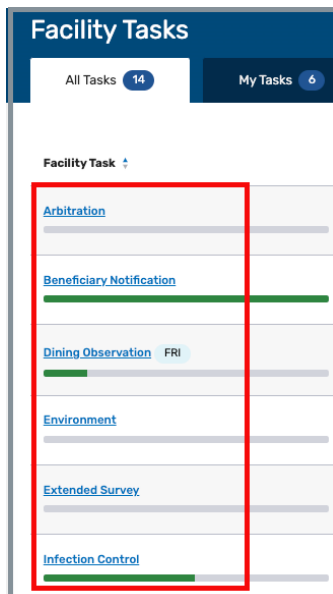 Facility Tasks
All Tasks 14
My Tasks 6
Facility Task
Arbitration
Beneficiary Notification
Dining Observation FRI
Environment
Extended Survey
Infection Control